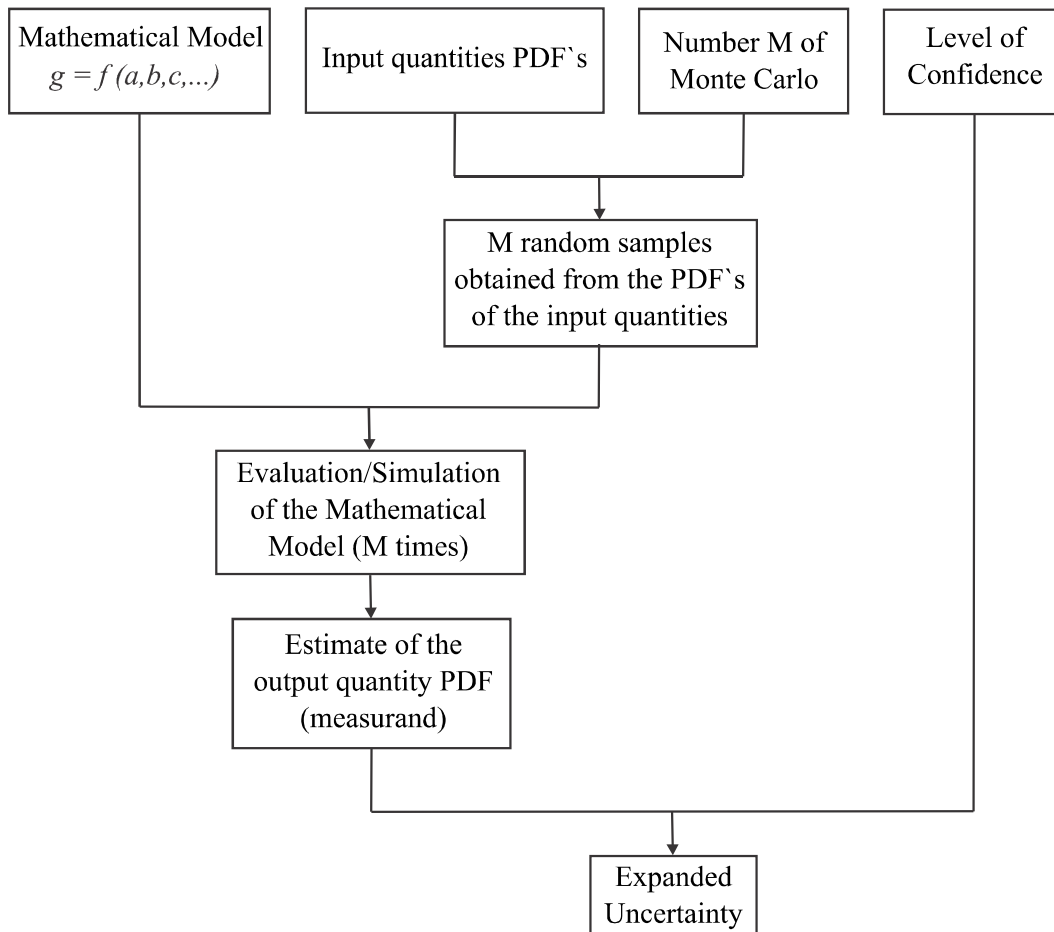 Mathematical Model
g = f (a,b,c,...)
Input quantities PDF`s
Number M of
Monte Carlo
Level of
Confidence
M random samples
obtained from the PDF`s
of the input quantities
Evaluation/Simulation
of the Mathematical
Model (M times)
Estimate of the
output quantity PDF
(measurand)
Expanded
Uncertainty